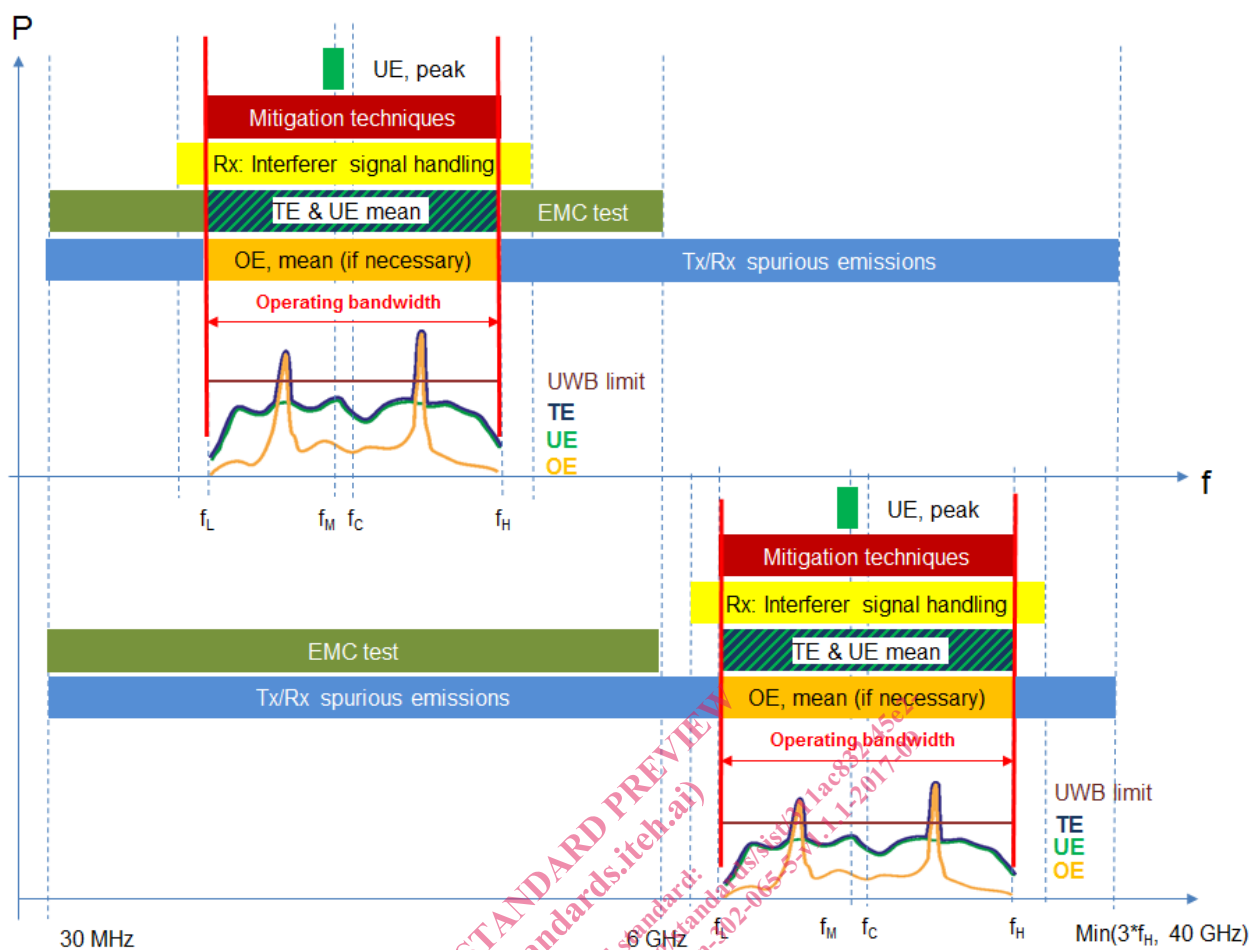 P
UE, peak
Mitigation techniques
Rx: Interferer signal handling
TE & UE mean
EMC test
OE, mean (if necessary)
Tx/Rx spurious emissions
Operating bandwidth
UWB limit
TE
UE
OE
f
fL
fM
fC
fH
UE, peak
Mitigation techniques
Rx: Interferer signal handling
EMC test
TE & UE mean
Tx/Rx spurious emissions
OE, mean (if necessary)
Operating bandwidth
UWB limit
TE
UE
OE
30 MHz
6 GHz
fL
fM
fC
fH
Min(3*fH, 40 GHz)
STANDARD PREVIEW